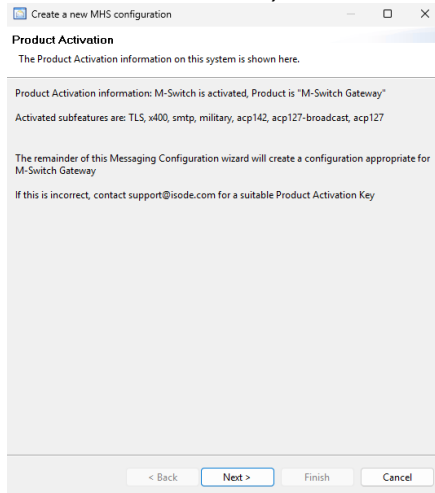 Create a new MHS configuration
Product Activation
The Product Activation information on this system is shown here.
Product Activation information: M-Switch is activated, Product is "M-Switch Gateway"
Activated subfeatures are: TLS, x400, smtp, military, acp142, acp127-broadcast, acp127
The remainder of this Messaging Configuration wizard will create a configuration appropriate for
M-Switch Gateway
If this is incorrect, contact support@isode.com for a suitable Product Activation Key
< Back Next > Finish Cancel